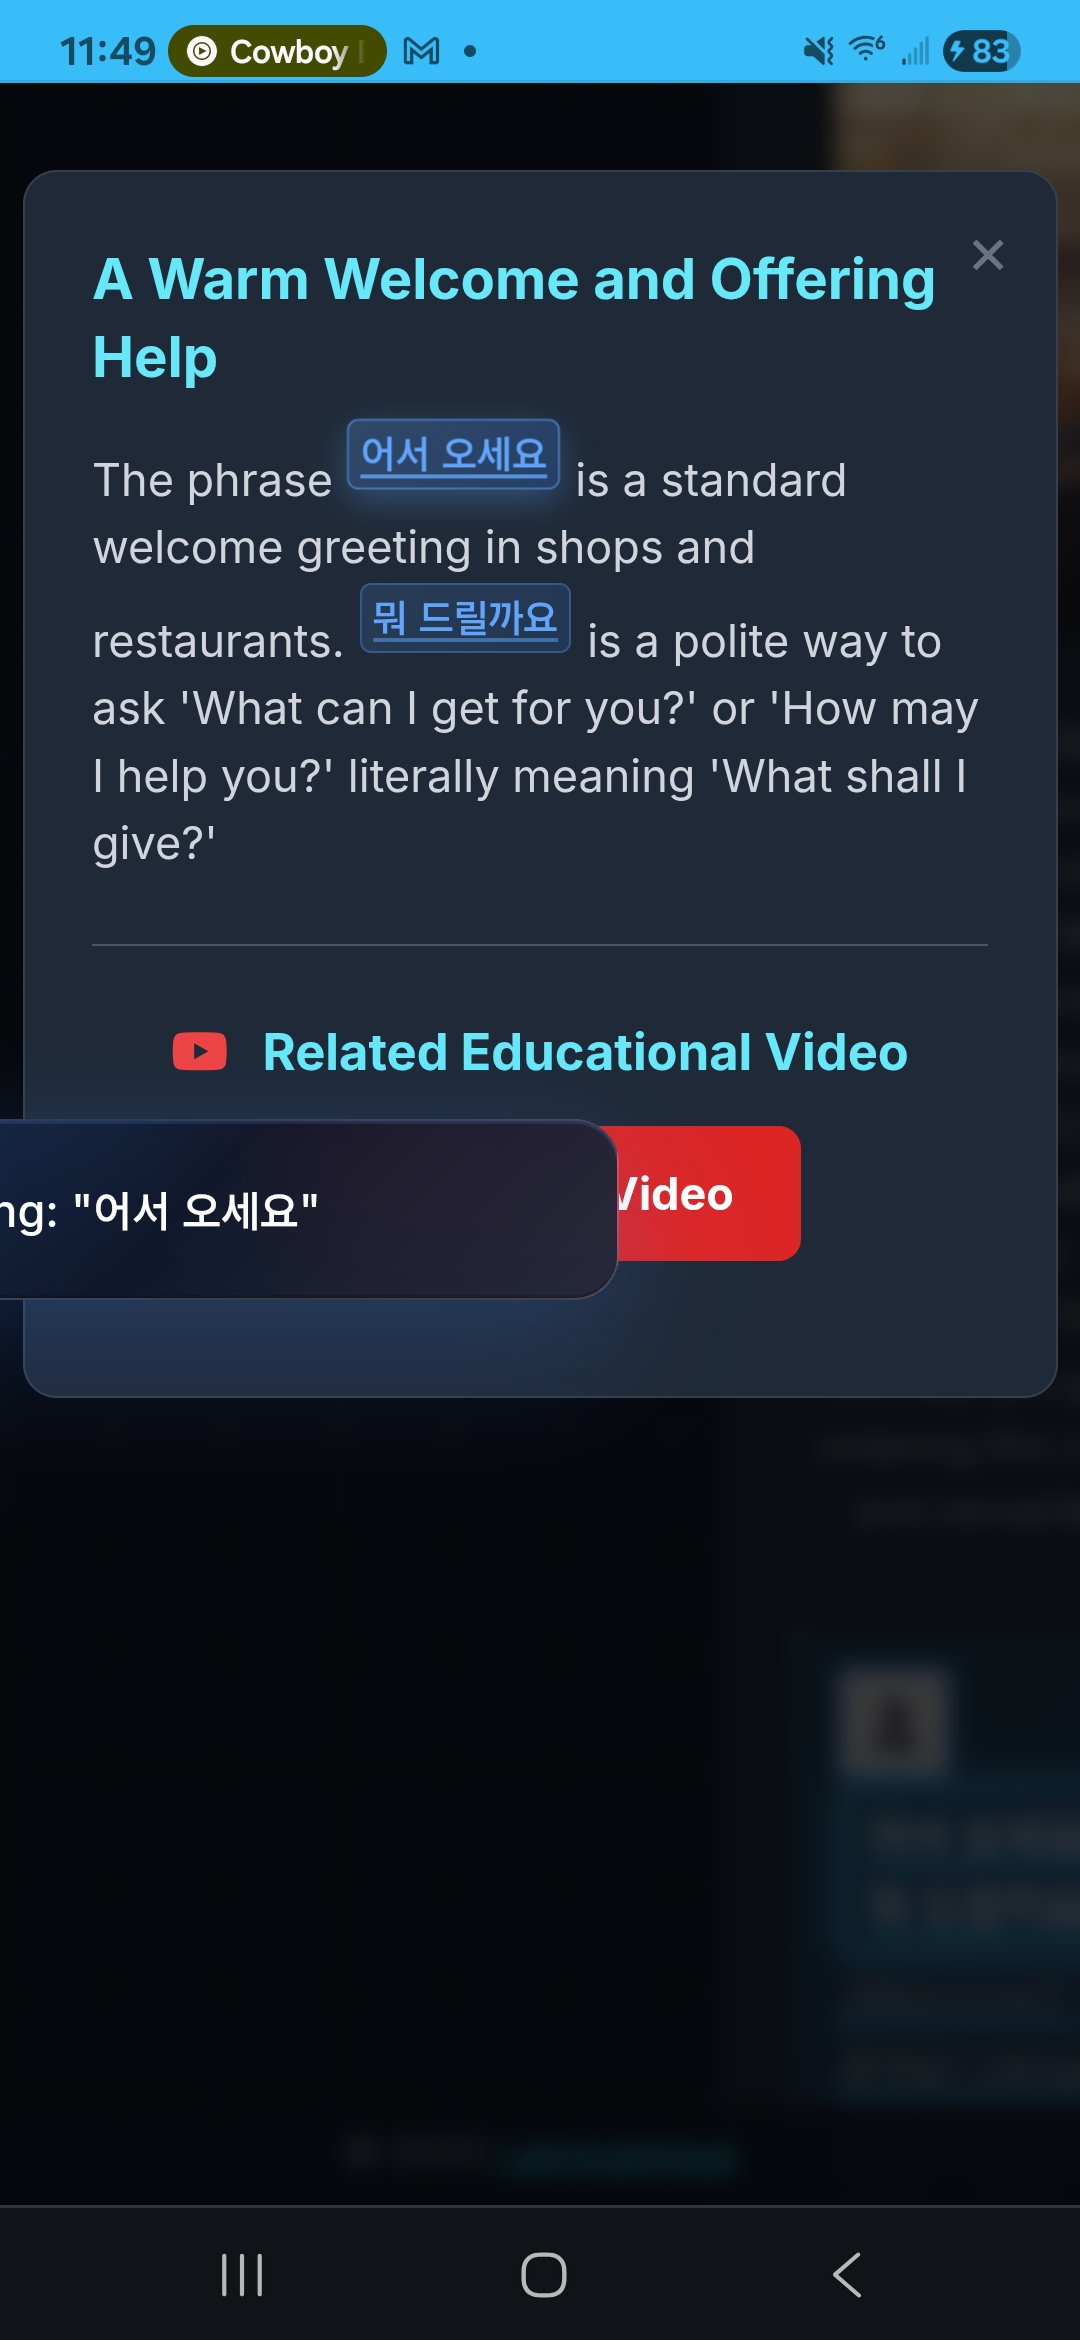 11:49 Cowboy 6 83
A Warm Welcome and Offering
Help
The phrase 어서 오세요 is a standard
welcome greeting in shops and
restaurants. 뭐 드릴까요 is a polite way to
ask 'What can I get for you?' or 'How may
I help you?' literally meaning 'What shall I
give?'
Related Educational Video
ng: "어서 오세요"
Video